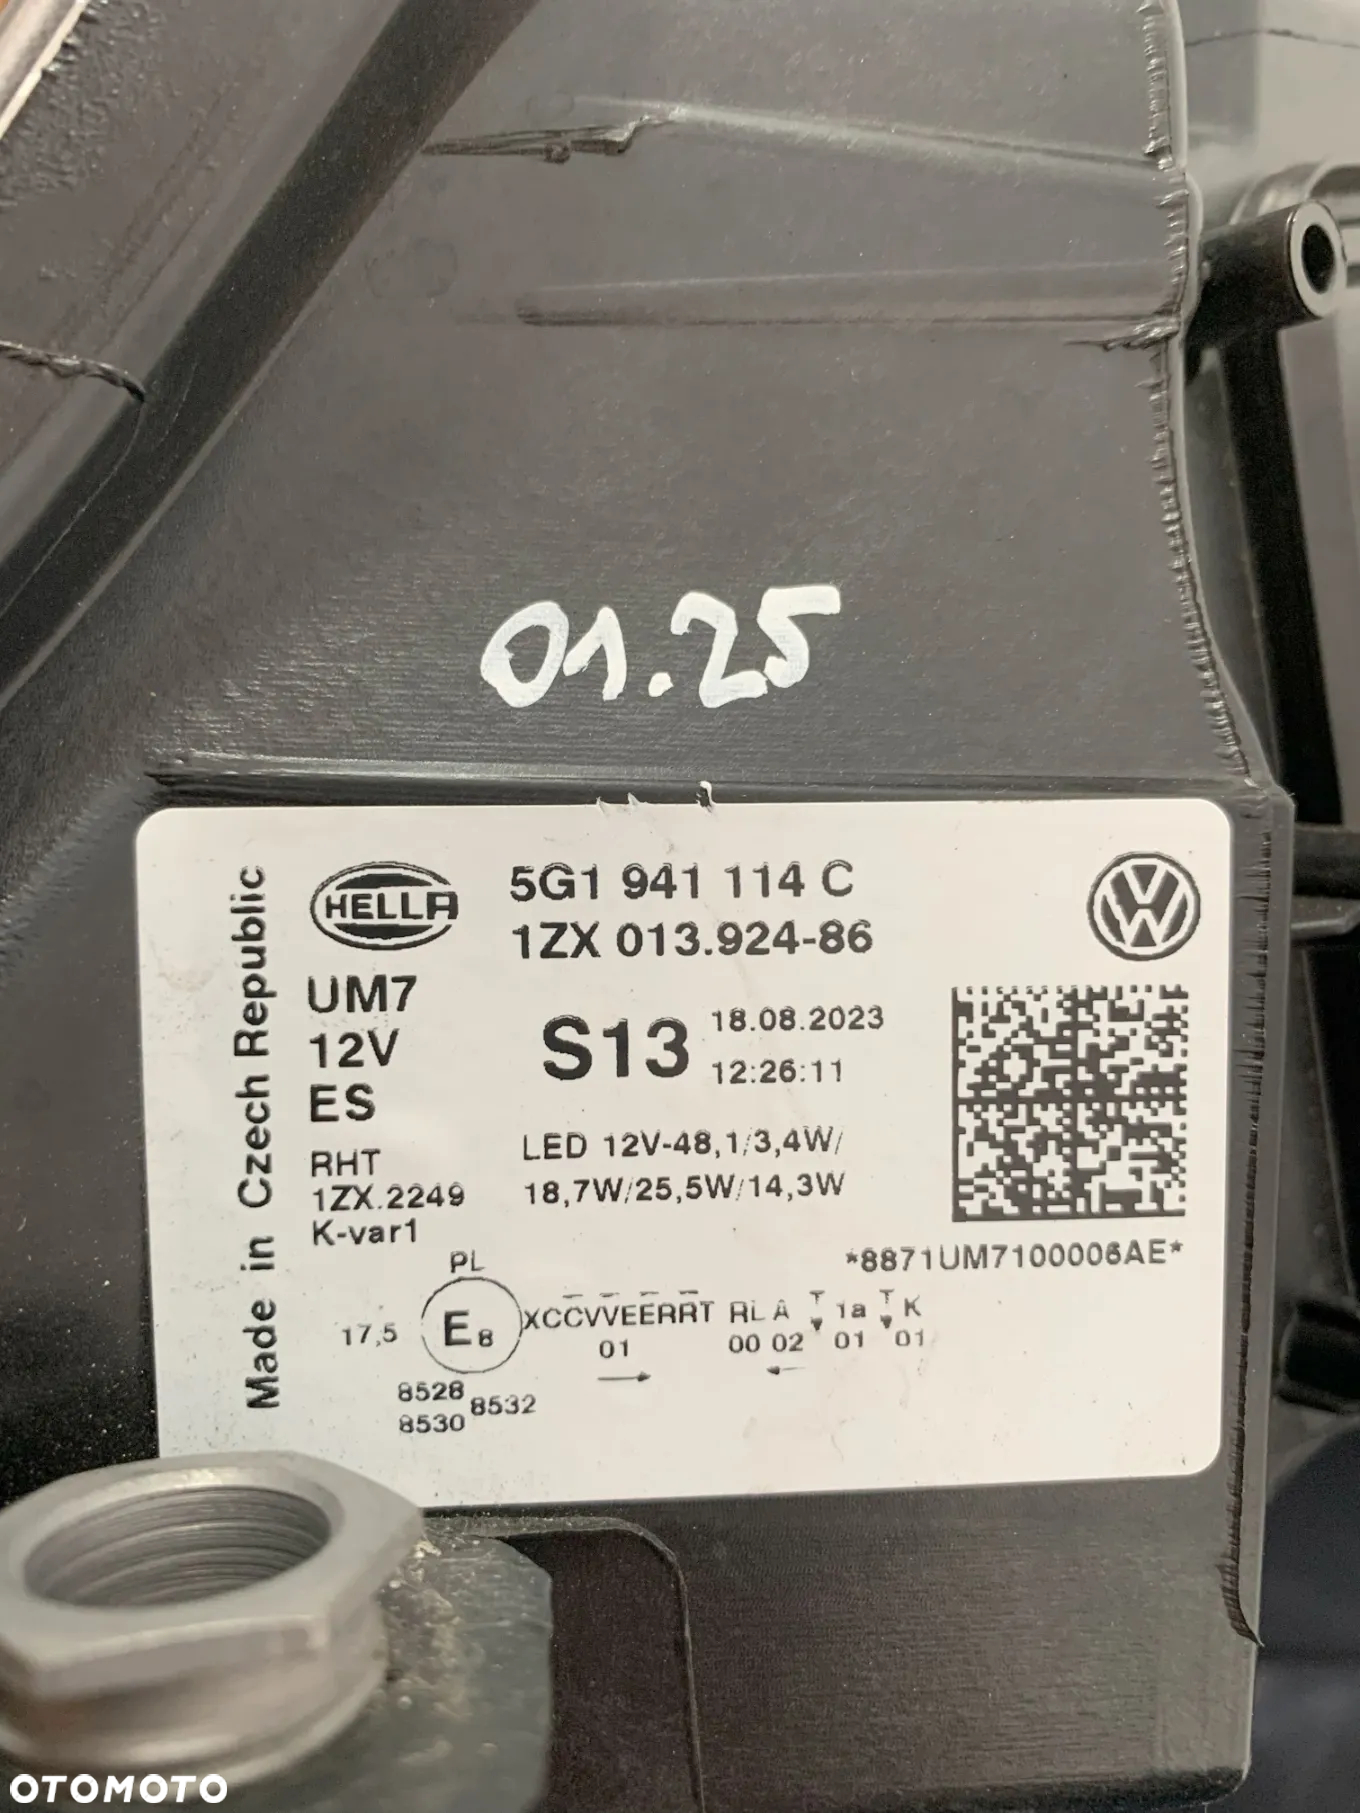 01.25
Made in Czech Republic
HELLA
5G1 941 114 C
1ZX 013.924-86
UM7
12V
ES
S13
18.08.2023
12:26:11
RHT
1ZX.2249
K-var1
LED 12V-48,1/3,4W/
18,7W/25,5W/14,3W
*8871UM7100006AE*
PL
17,5
E8
XCCVVEERRT RL A 1a K
01 00 02 01 01
8528
8530
8532
OTOMOTO